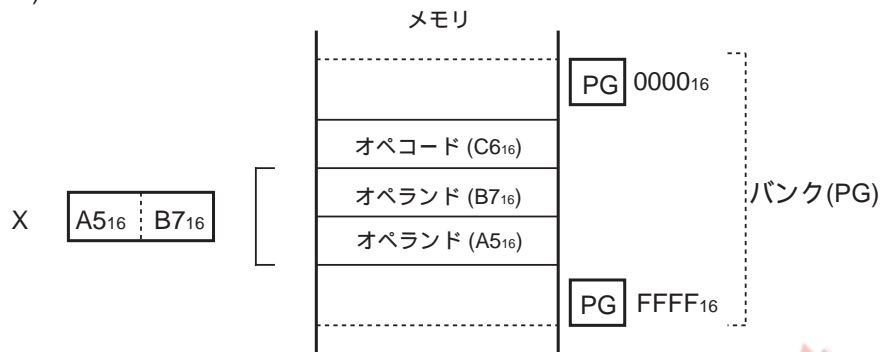 )
メモリ
PG 0000₁₆
オペコード (C6₁₆)
オペランド (B7₁₆)
バンク(PG)
X A5₁₆ B7₁₆
オペランド (A5₁₆)
PG FFFF₁₆